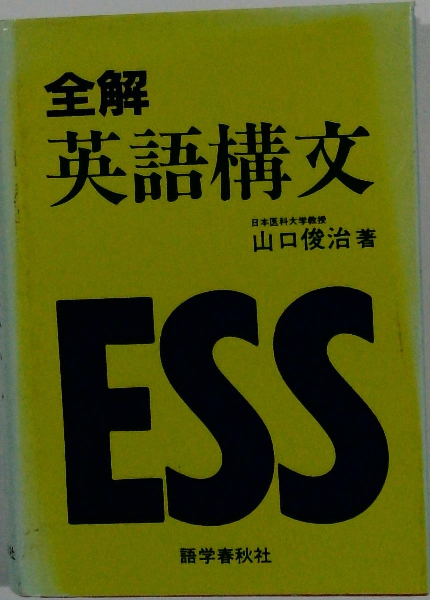 全解
英語構文
日本医科大学教授
山口俊治著
ESS
語学春秋社